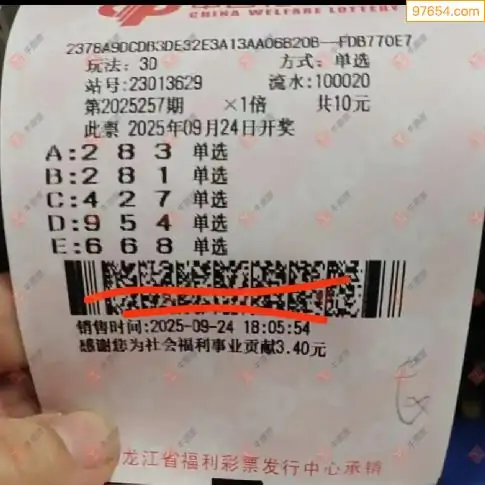 97654.com
CHINA WELFARE LOTTERY
2378A9DCDB3DE32E3A13AA06B20B--FDB770E7
玩法:3D 方式:单选
站号:23013629 流水:100020
第2025257期 ×1倍 共10元
此票 2025年09月24日开奖
A:2 8 3 单选
B:2 8 1 单选
C:4 2 7 单选
D:9 5 4 单选
E:6 6 8 单选
销售时间:2025-09-24 18:05:54
感谢您为社会福利事业贡献3.40元
龙江省福利彩票发行中心承销